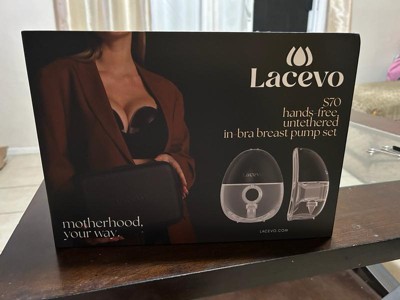 Lacevo
S70
hands-free,
untethered
in-bra breast pump set
motherhood,
your way.
LACEVO.COM